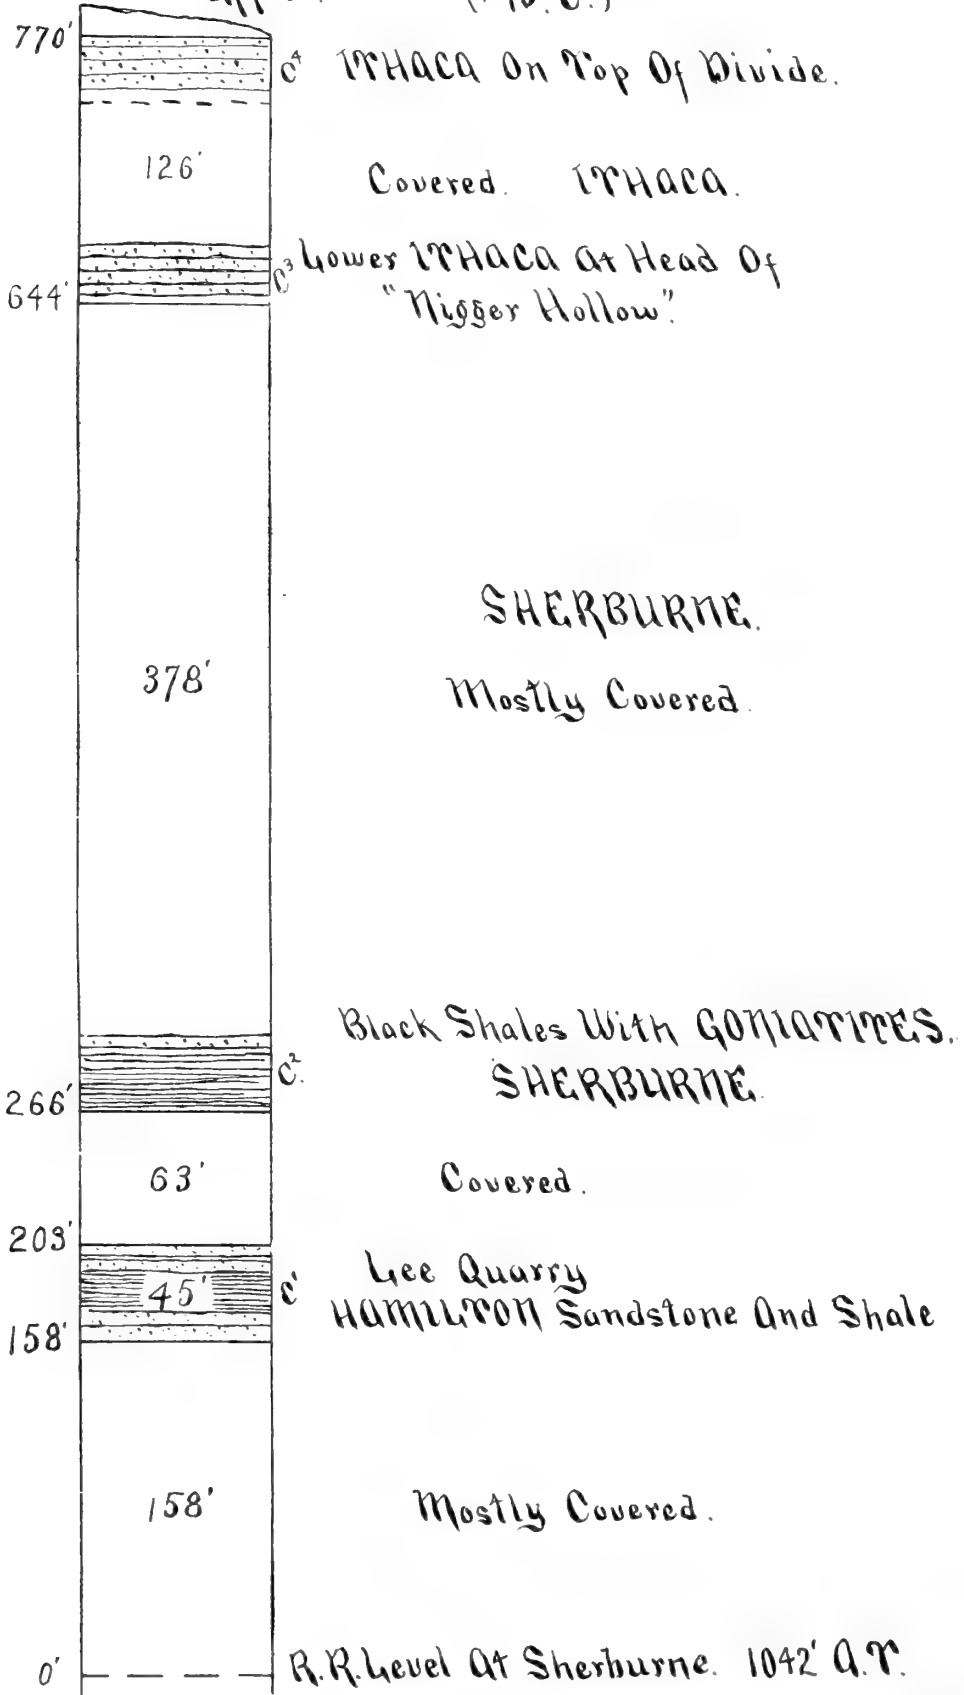 770'
C⁴ ITHACA On Top Of Divide.
126'
Covered. ITHACA.
C³ Lower ITHACA At Head Of
644'
"Nigger Hollow".
SHERBURNE.
378'
Mostly Covered.
Black Shales With GONIATITES.
C².
SHERBURNE.
266'
63'
Covered.
203'
Lee Quarry
45'
C¹
HAMILTON Sandstone And Shale
158'
158'
Mostly Covered.
0'
R.R. Level At Sherburne. 1042' A.T.